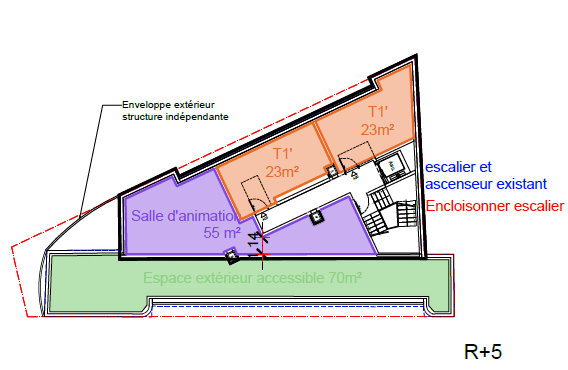 Enveloppe extérieur
structure indépendante
T1'
23m²
T1'
23m²
escalier et
ascenseur existant
Encloisonner escalier
Salle d'animation
55 m²
1,14
Espace extérieur accessible 70m²
R+5